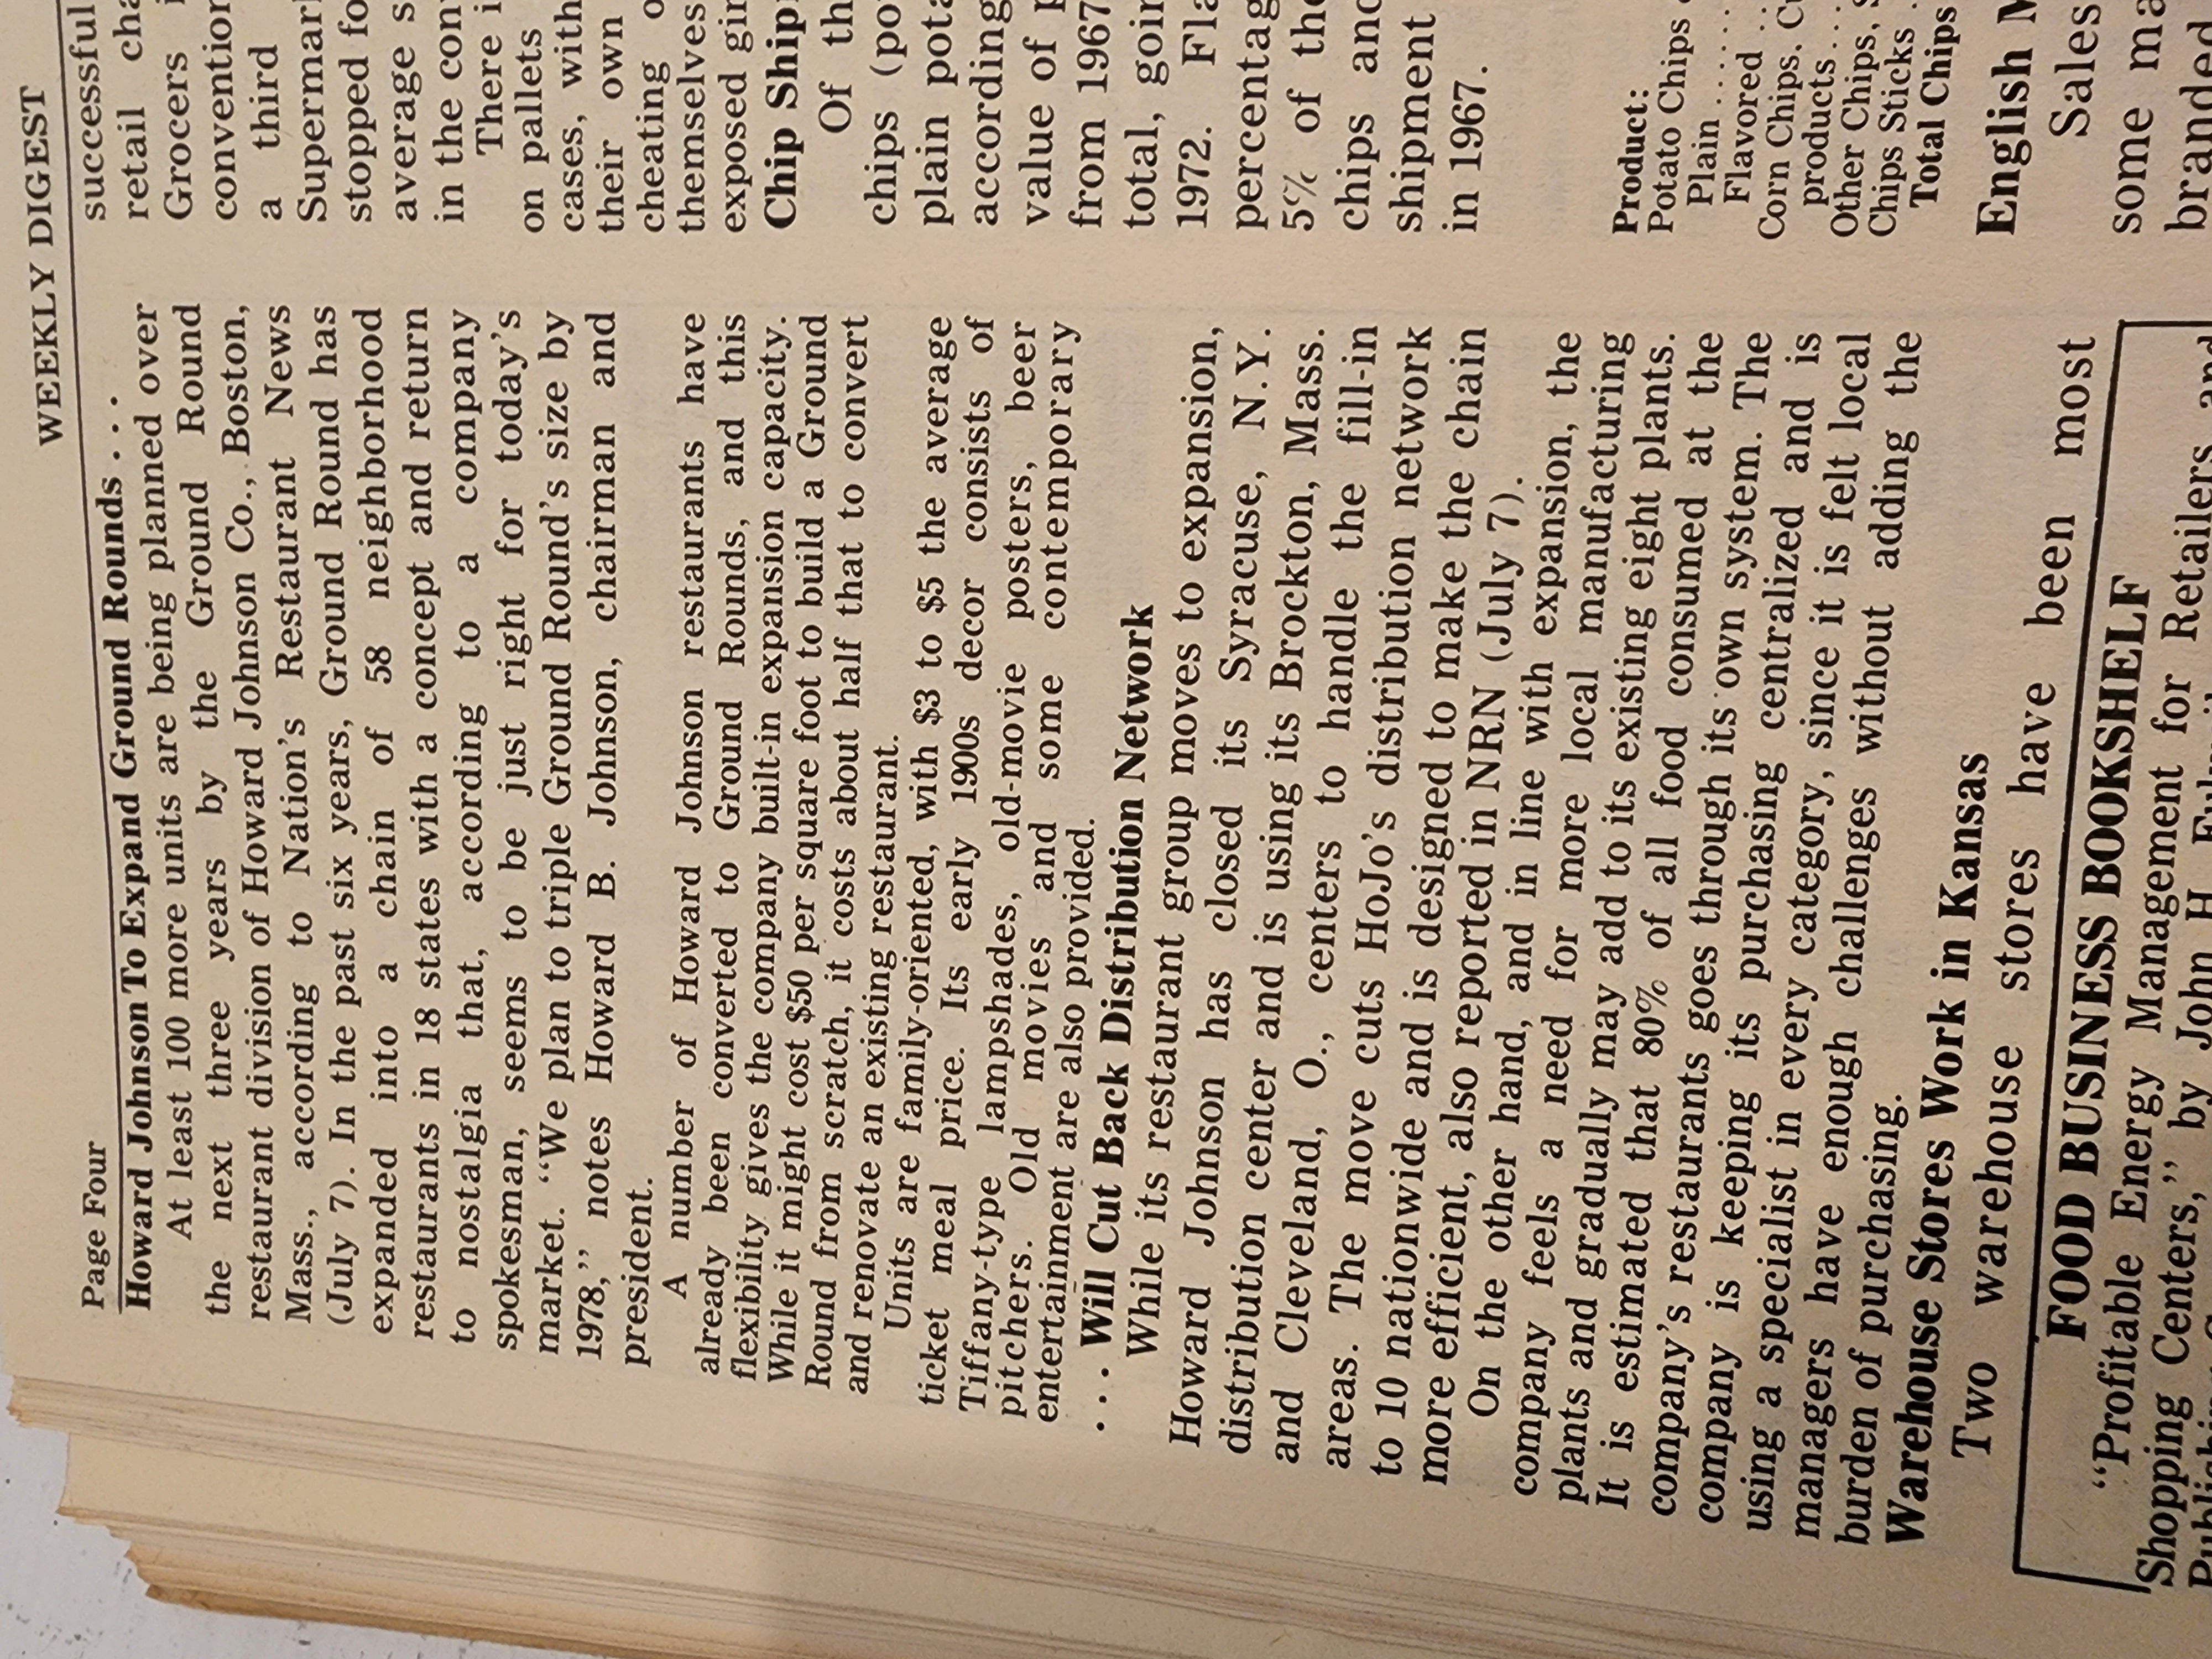 Page Four
WEEKLY DIGEST
Howard Johnson To Expand Ground Rounds . . .
At least 100 more units are being planned over
the next three years by the Ground Round
restaurant division of Howard Johnson Co., Boston,
Mass., according to Nation's Restaurant News
(July 7). In the past six years, Ground Round has
expanded into a chain of 58 neighborhood
restaurants in 18 states with a concept and return
to nostalgia that, according to a company
spokesman, seems to be just right for today's
market. "We plan to triple Ground Round's size by
1978," notes Howard B. Johnson, chairman and
president.
A number of Howard Johnson restaurants have
already been converted to Ground Rounds, and this
flexibility gives the company built-in expansion capacity.
While it might cost $50 per square foot to build a Ground
Round from scratch, it costs about half that to convert
and renovate an existing restaurant.
Units are family-oriented, with $3 to $5 the average
ticket meal price. Its early 1900s decor consists of
Tiffany-type lampshades, old-movie posters, beer
pitchers. Old movies and some contemporary
entertainment are also provided.
. . . Will Cut Back Distribution Network
While its restaurant group moves to expansion,
Howard Johnson has closed its Syracuse, N.Y.
distribution center and is using its Brockton, Mass.
and Cleveland, O., centers to handle the fill-in
areas. The move cuts HoJo's distribution network
to 10 nationwide and is designed to make the chain
more efficient, also reported in NRN (July 7).
On the other hand, and in line with expansion, the
company feels a need for more local manufacturing
plants and gradually may add to its existing eight plants.
It is estimated that 80% of all food consumed at the
company's restaurants goes through its own system. The
company is keeping its purchasing centralized and is
using a specialist in every category, since it is felt local
managers have enough challenges without adding the
burden of purchasing.
Warehouse Stores Work in Kansas
Two warehouse stores have been most
FOOD BUSINESS BOOKSHELF
"Profitable Energy Management for Retailers and
Shopping Centers," by John H.
successful
retail
Grocers
convention
a third
stopped
average
in the
There
on pallets
cases, with
their own
cheating
themselves
exposed
Chip
Of
chips
plain
according
value of
from 1967
total,
1972.
5% of the
chips and
shipment
in 1967.
Product:
Potato Chips
Plain . . . . . .
Flavored . .
Corn Chips.
products . . .
Other Chips,
Chips Sticks .
Total Chips
English
Sales
some
branded